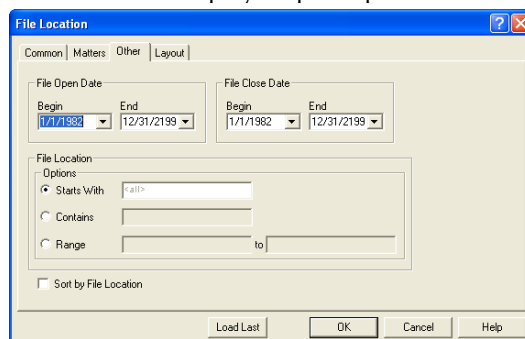 File Location
Common Matters Other Layout
File Open Date File Close Date
Begin End Begin End
1/1/1982 12/31/2199 1/1/1982 12/31/2199
File Location
Options
Starts With <all>
Contains
Range to
Sort by File Location
Load Last OK Cancel Help